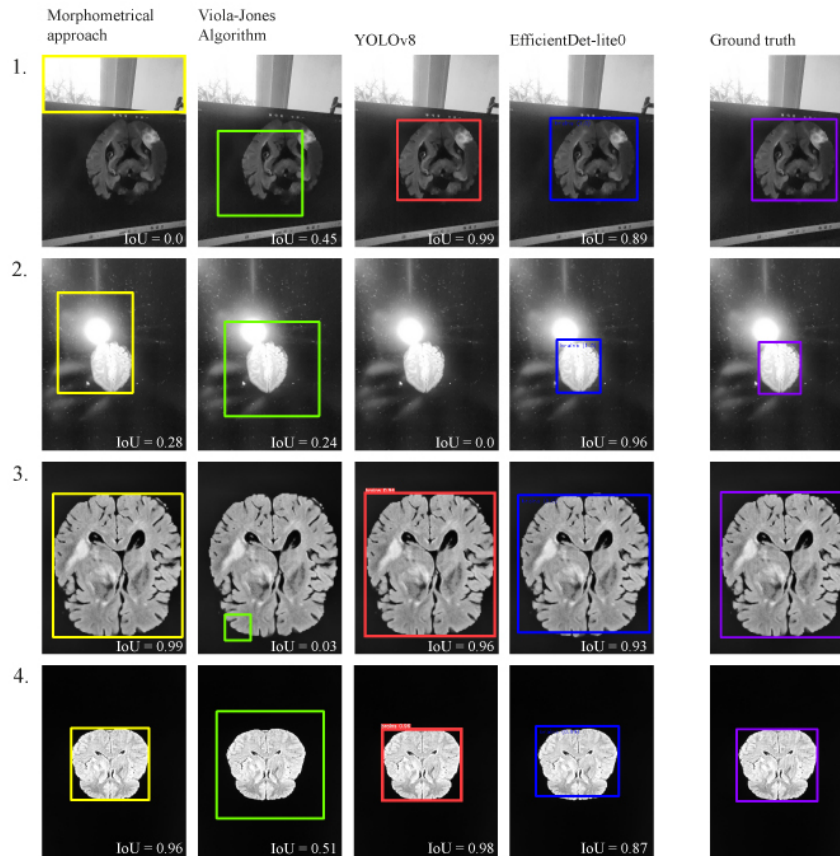 Morphometrical
approach
Viola-Jones
Algorithm
YOLOv8
EfficientDet-lite0
Ground truth
1.
IoU = 0.0
IoU = 0.45
IoU = 0.99
IoU = 0.89
2.
IoU = 0.28
IoU = 0.24
IoU = 0.0
IoU = 0.96
3.
IoU = 0.99
IoU = 0.03
IoU = 0.96
IoU = 0.93
4.
IoU = 0.96
IoU = 0.51
IoU = 0.98
IoU = 0.87